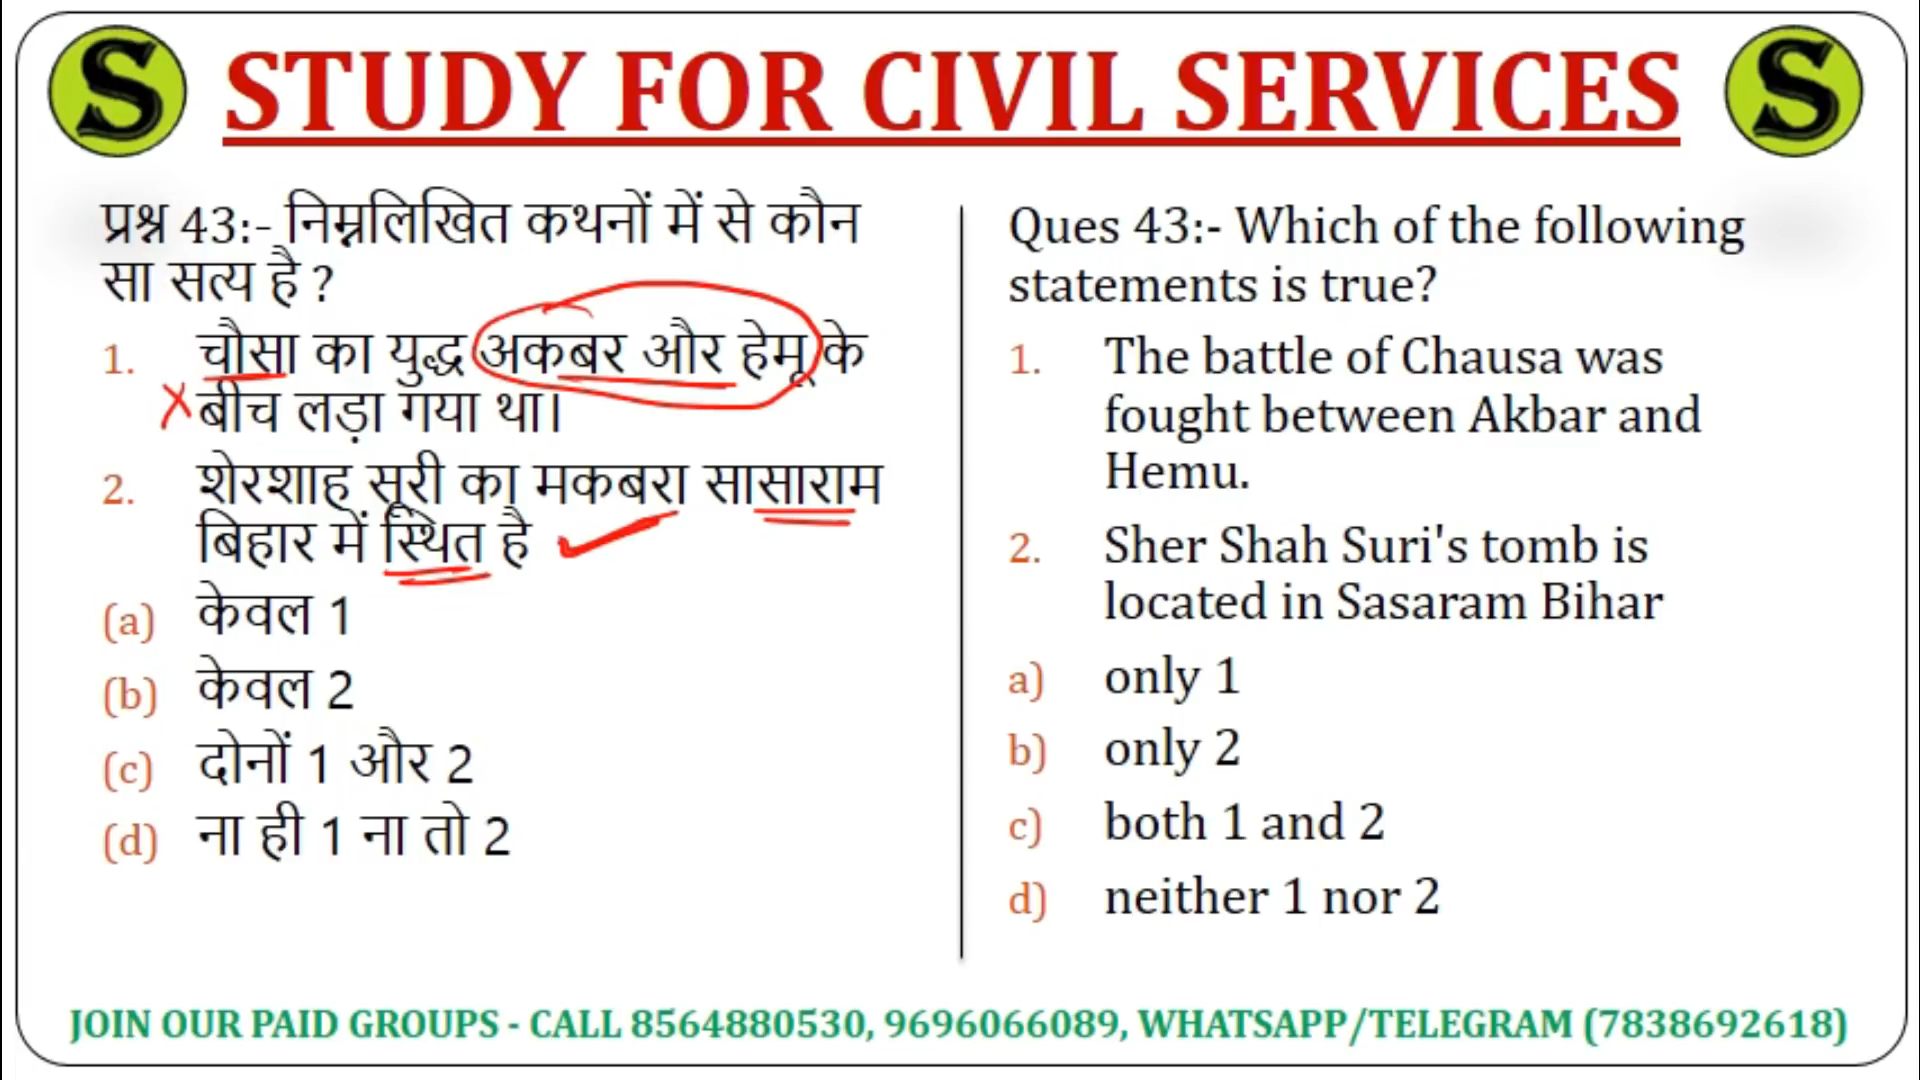 S STUDY FOR CIVIL SERVICES S
प्रश्न 43:- निम्नलिखित कथनों में से कौन
सा सत्य है ?
1. चौसा का युद्ध अकबर और हेमू के
बीच लड़ा गया था।
2. शेरशाह सूरी का मकबरा सासाराम
बिहार में स्थित है
(a) केवल 1
(b) केवल 2
(c) दोनों 1 और 2
(d) ना ही 1 ना तो 2
Ques 43:- Which of the following
statements is true?
1. The battle of Chausa was
fought between Akbar and
Hemu.
2. Sher Shah Suri's tomb is
located in Sasaram Bihar
a) only 1
b) only 2
c) both 1 and 2
d) neither 1 nor 2
JOIN OUR PAID GROUPS - CALL 8564880530, 9696066089, WHATSAPP/TELEGRAM (7838692618)